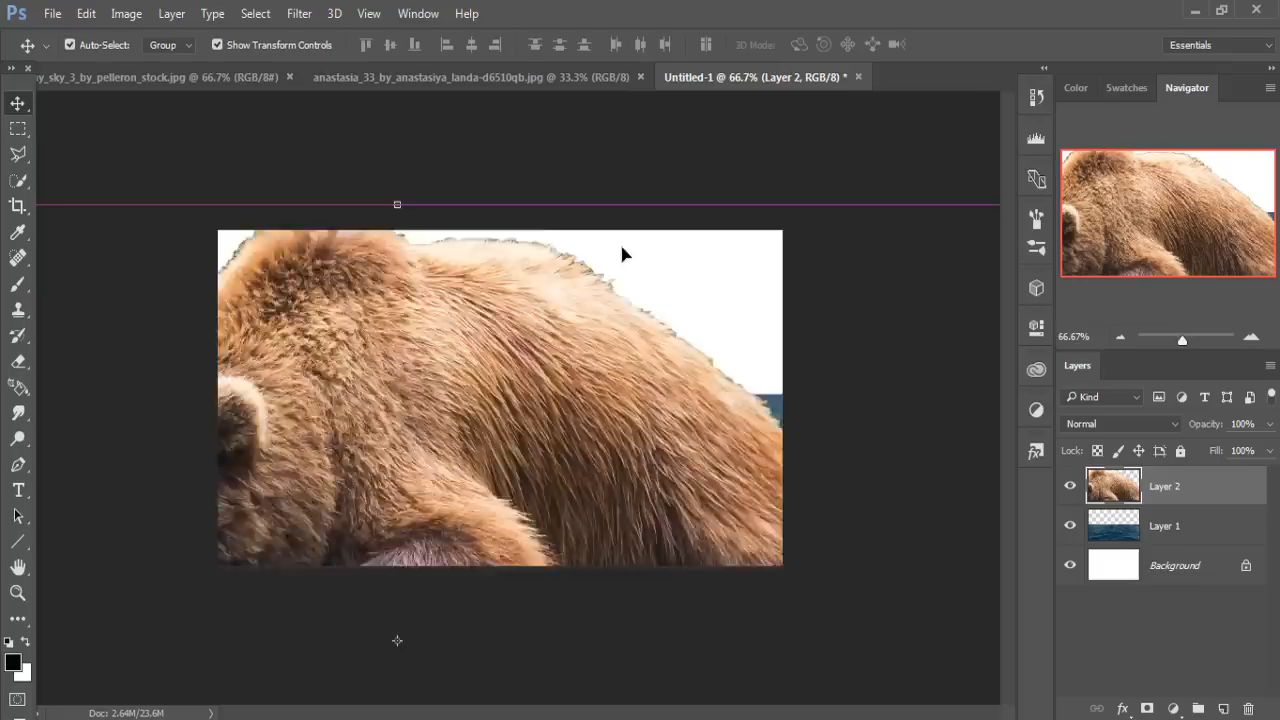 Ps File Edit Image Layer Type Select Filter 3D View Window Help
Auto-Select: Group Show Transform Controls 3D Mode: Essentials
y_sky_3_by_pelleron_stock.jpg @ 66.7% (RGB/8#) anastasia_33_by_anastasiya_landa-d6510qb.jpg @ 33.3% (RGB/8) Untitled-1 @ 66.7% (Layer 2, RGB/8) *
Color Swatches Navigator
66.67%
Layers
Kind
Normal Opacity: 100%
Lock: Fill: 100%
Layer 2
Layer 1
Background
Doc: 2.64M/23.6M